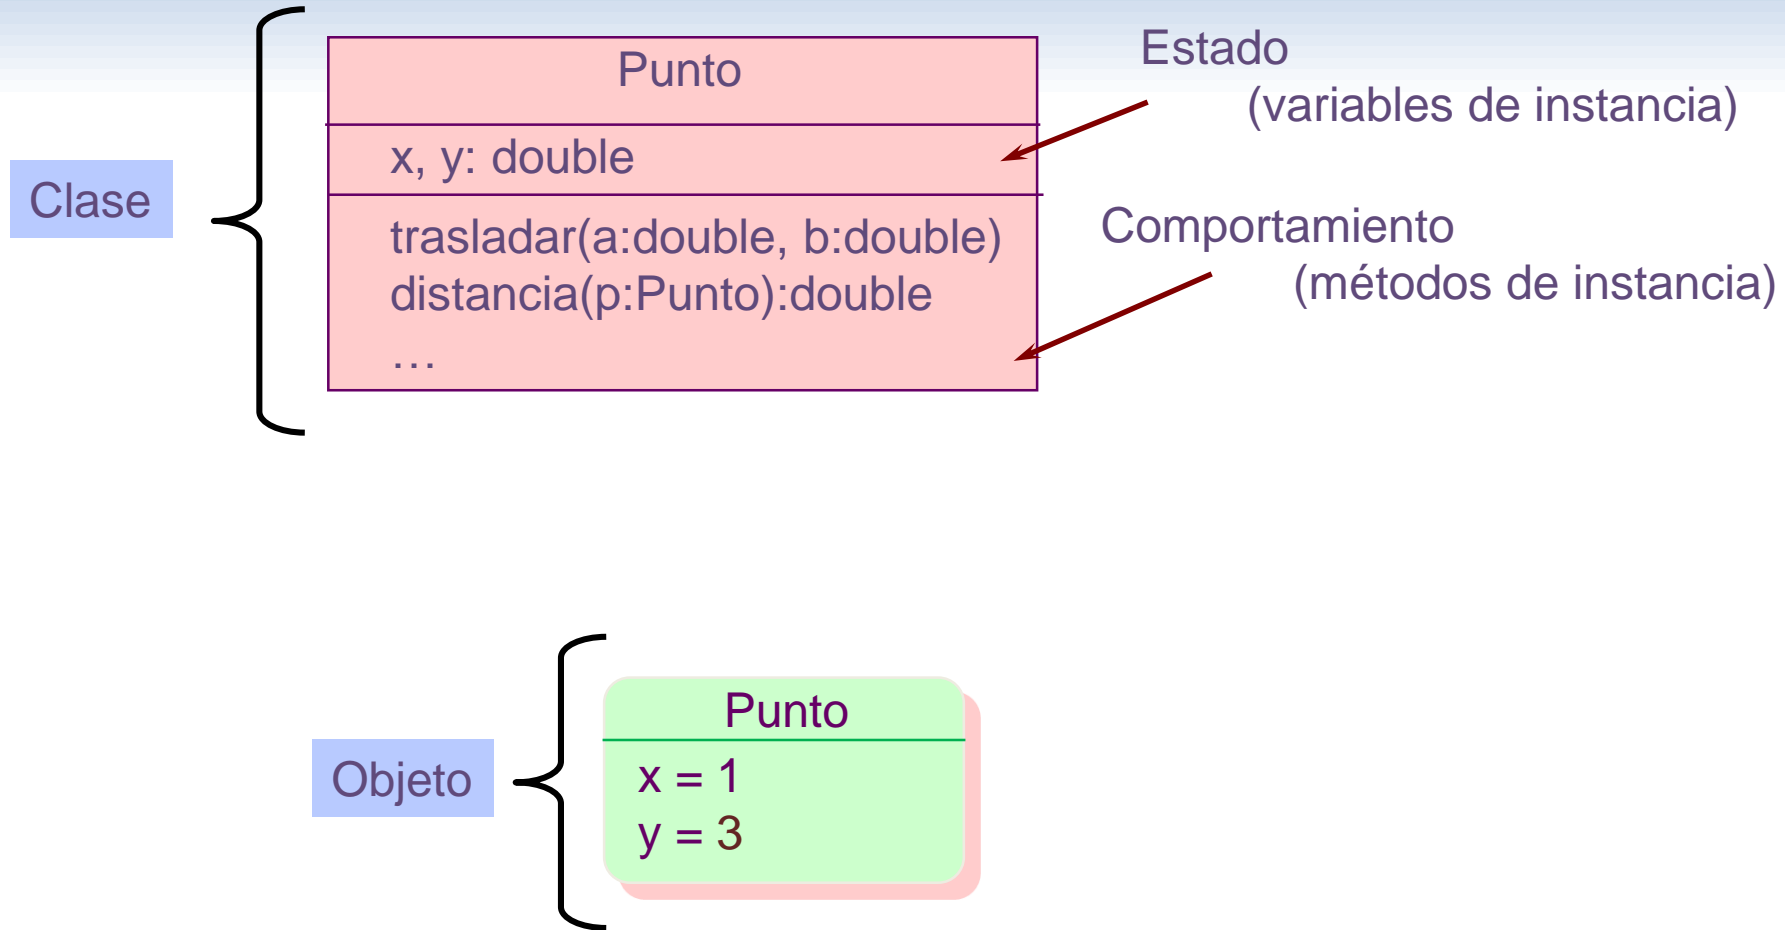 Clase
Punto
x, y: double
trasladar(a:double, b:double)
distancia(p:Punto):double
…
Estado
(variables de instancia)
Comportamiento
(métodos de instancia)
Objeto
Punto
x = 1
y = 3